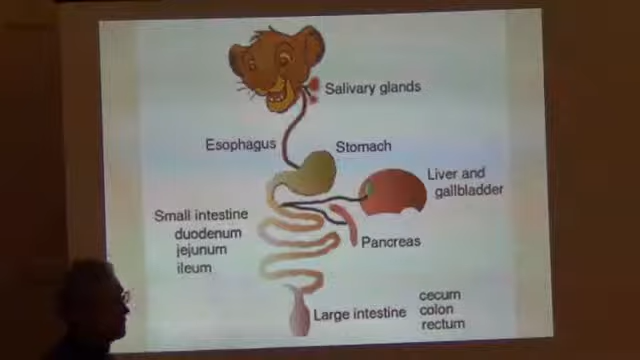 Salivary glands
Esophagus
Stomach
Liver and
gallbladder
Small intestine
duodenum
jejunum
ileum
Pancreas
Large intestine
cecum
colon
rectum